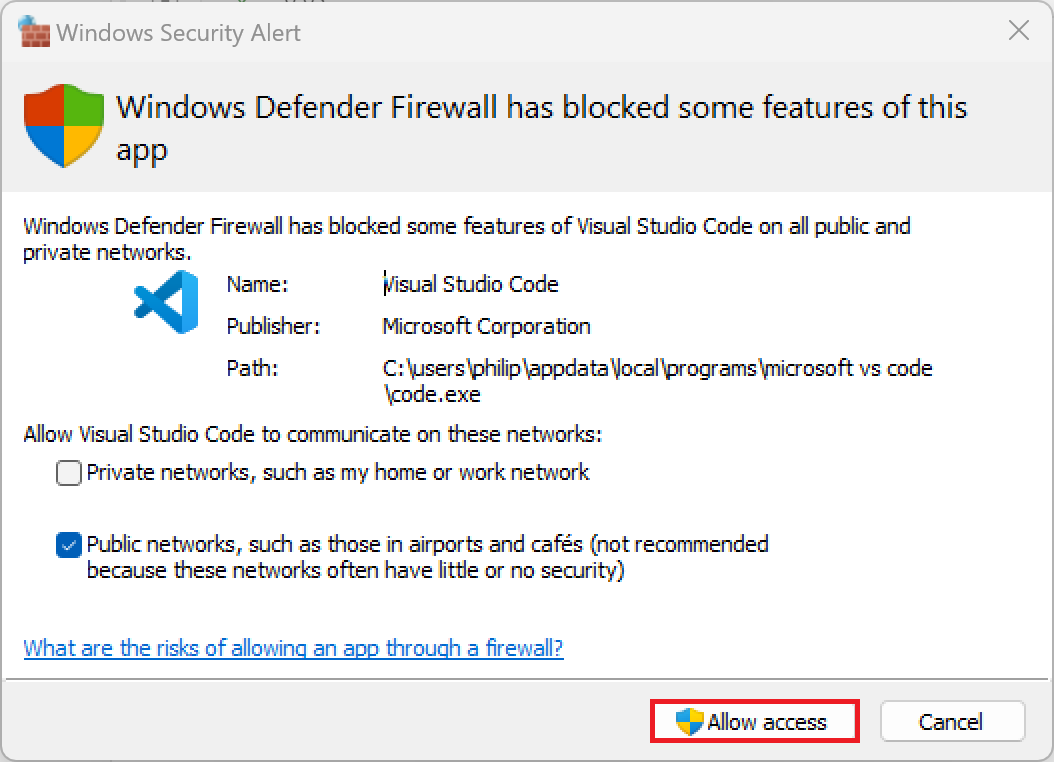 Windows Security Alert
Windows Defender Firewall has blocked some features of this
app
Windows Defender Firewall has blocked some features of Visual Studio Code on all public and
private networks.
Name: Visual Studio Code
Publisher: Microsoft Corporation
Path: C:\users\philip\appdata\local\programs\microsoft vs code
\code.exe
Allow Visual Studio Code to communicate on these networks:
Private networks, such as my home or work network
Public networks, such as those in airports and cafés (not recommended
because these networks often have little or no security)
What are the risks of allowing an app through a firewall?
Allow access Cancel